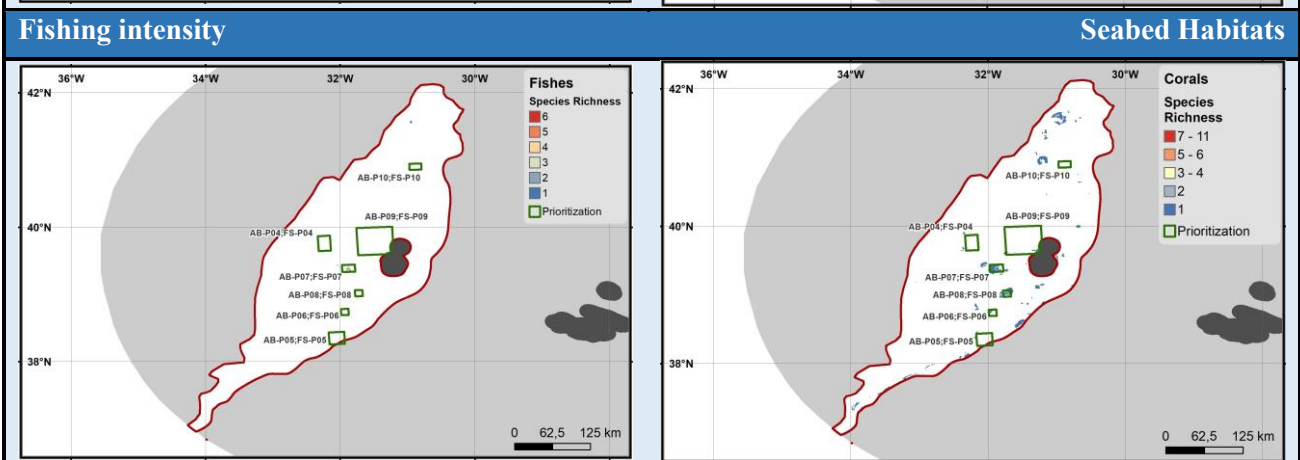 Fishing intensity
Seabed Habitats
36°W
34°W
32°W
30°W
42°N
40°N
38°N
Fishes
Species Richness
6
5
4
3
2
1
Prioritization
AB-P10;FS-P10
AB-P09;FS-P09
AB-P04;FS-P04
AB-P07;FS-P07
AB-P08;FS-P08
AB-P06;FS-P06
AB-P05;FS-P05
0 62,5 125 km
36°W
34°W
32°W
30°W
42°N
40°N
38°N
Corals
Species
Richness
7 - 11
5 - 6
3 - 4
2
1
Prioritization
AB-P10;FS-P10
AB-P09;FS-P09
AB-P04;FS-P04
AB-P07;FS-P07
AB-P08;FS-P08
AB-P06;FS-P06
AB-P05;FS-P05
0 62,5 125 km